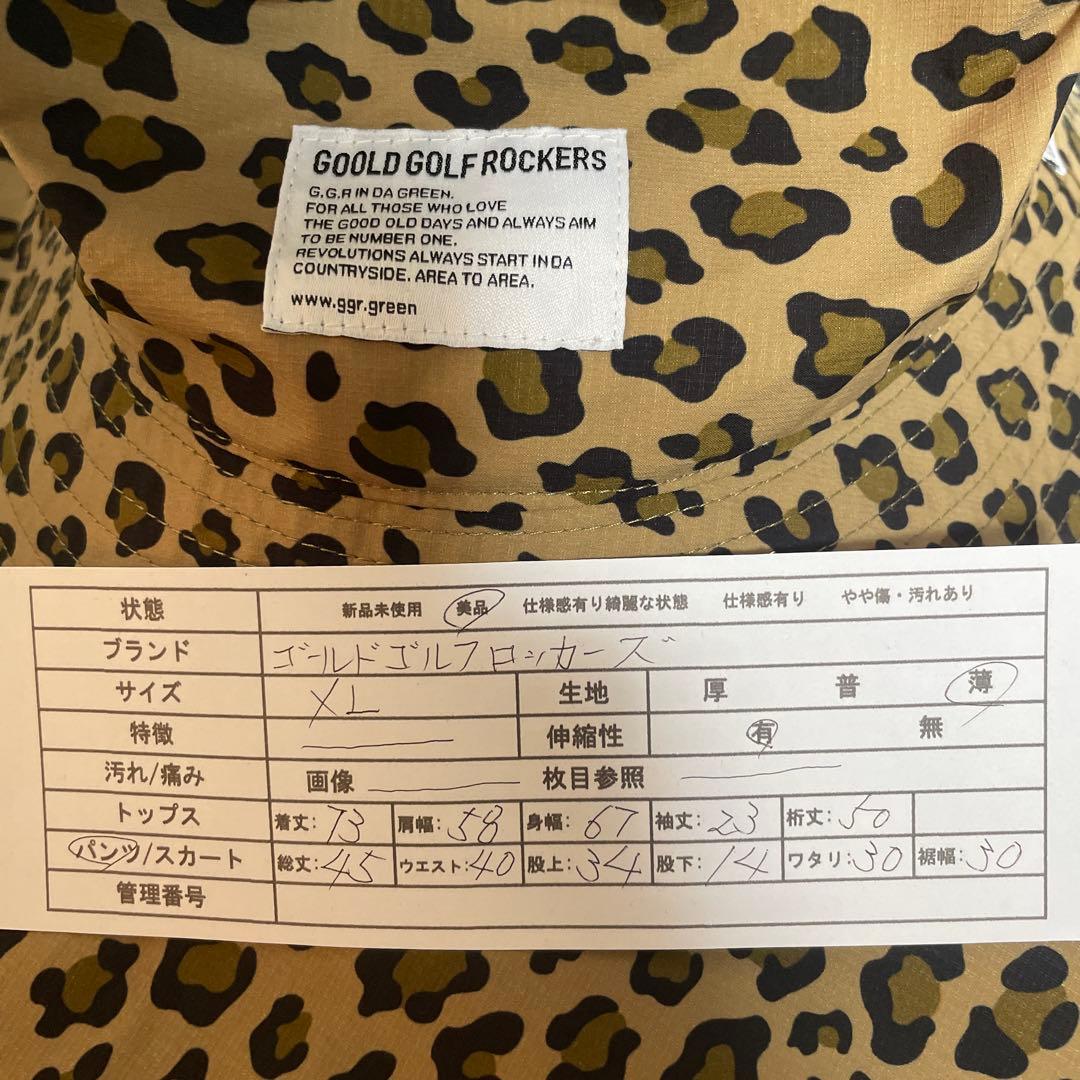 GOOLD GOLF ROCKERS
G.G.R IN DA GREEN.
FOR ALL THOSE WHO LOVE
THE GOOD OLD DAYS AND ALWAYS AIM
TO BE NUMBER ONE.
REVOLUTIONS ALWAYS START IN DA
COUNTRYSIDE. AREA TO AREA.
www.ggr.green
状態 新品未使用 美品 仕様感有り綺麗な状態 仕様感有り やや傷・汚れあり
ブランド ゴールドゴルフロッカーズ
サイズ XL 生地 厚 普 薄
特徴 伸縮性 有 無
汚れ/痛み 画像 枚目参照
トップス 着丈:73 肩幅:58 身幅:67 袖丈:23 裄丈:50
パンツ/スカート 総丈:45 ウエスト:40 股上:34 股下:14 ワタリ:30 裾幅:30
管理番号